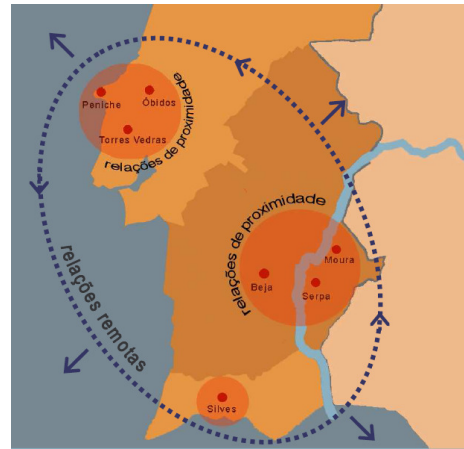 Peniche
Óbidos
Torres Vedras
relações de proximidade
relações de proximidade
Moura
Beja
Serpa
relações remotas
Silves